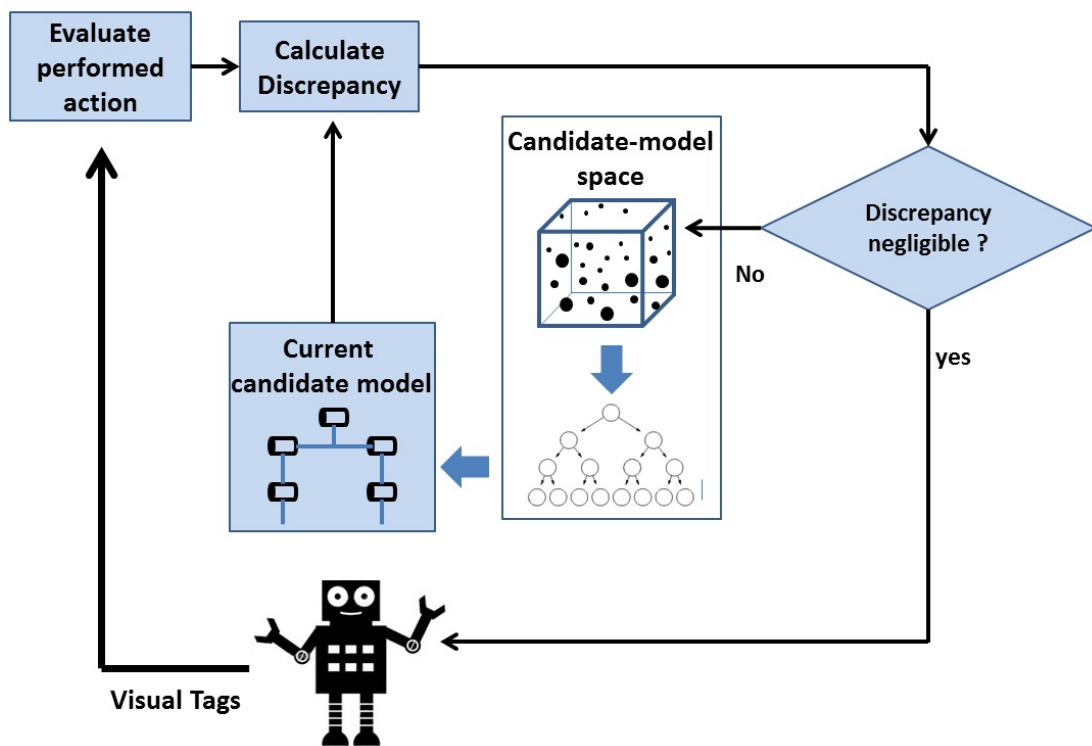 Evaluate
performed
action
Calculate
Discrepancy
Candidate-model
space
Discrepancy
negligible ?
No
yes
Current
candidate model
Visual Tags